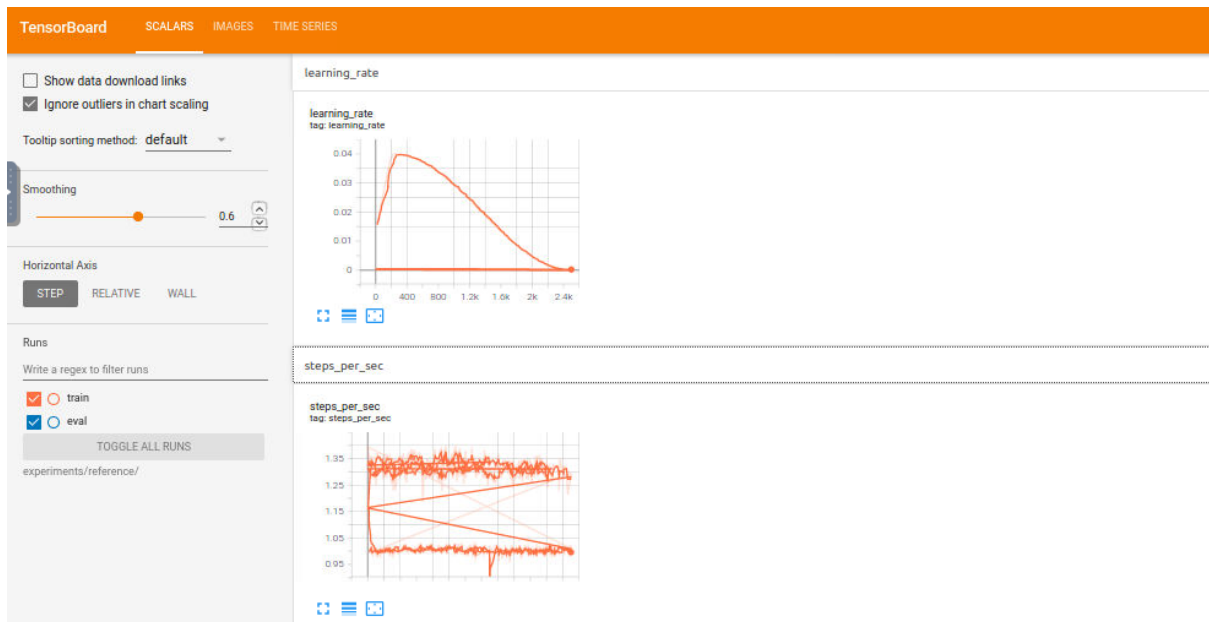 TensorBoard SCALARS IMAGES TIME SERIES
Show data download links
Ignore outliers in chart scaling
Tooltip sorting method: default
Smoothing
0.6
Horizontal Axis
STEP RELATIVE WALL
Runs
Write a regex to filter runs
train
eval
TOGGLE ALL RUNS
experiments/reference/
learning_rate
learning_rate
tag: learning_rate
0.04
0.03
0.02
0.01
0
0 400 800 1.2k 1.6k 2k 2.4k
steps_per_sec
steps_per_sec
tag: steps_per_sec
1.35
1.25
1.15
1.05
0.95